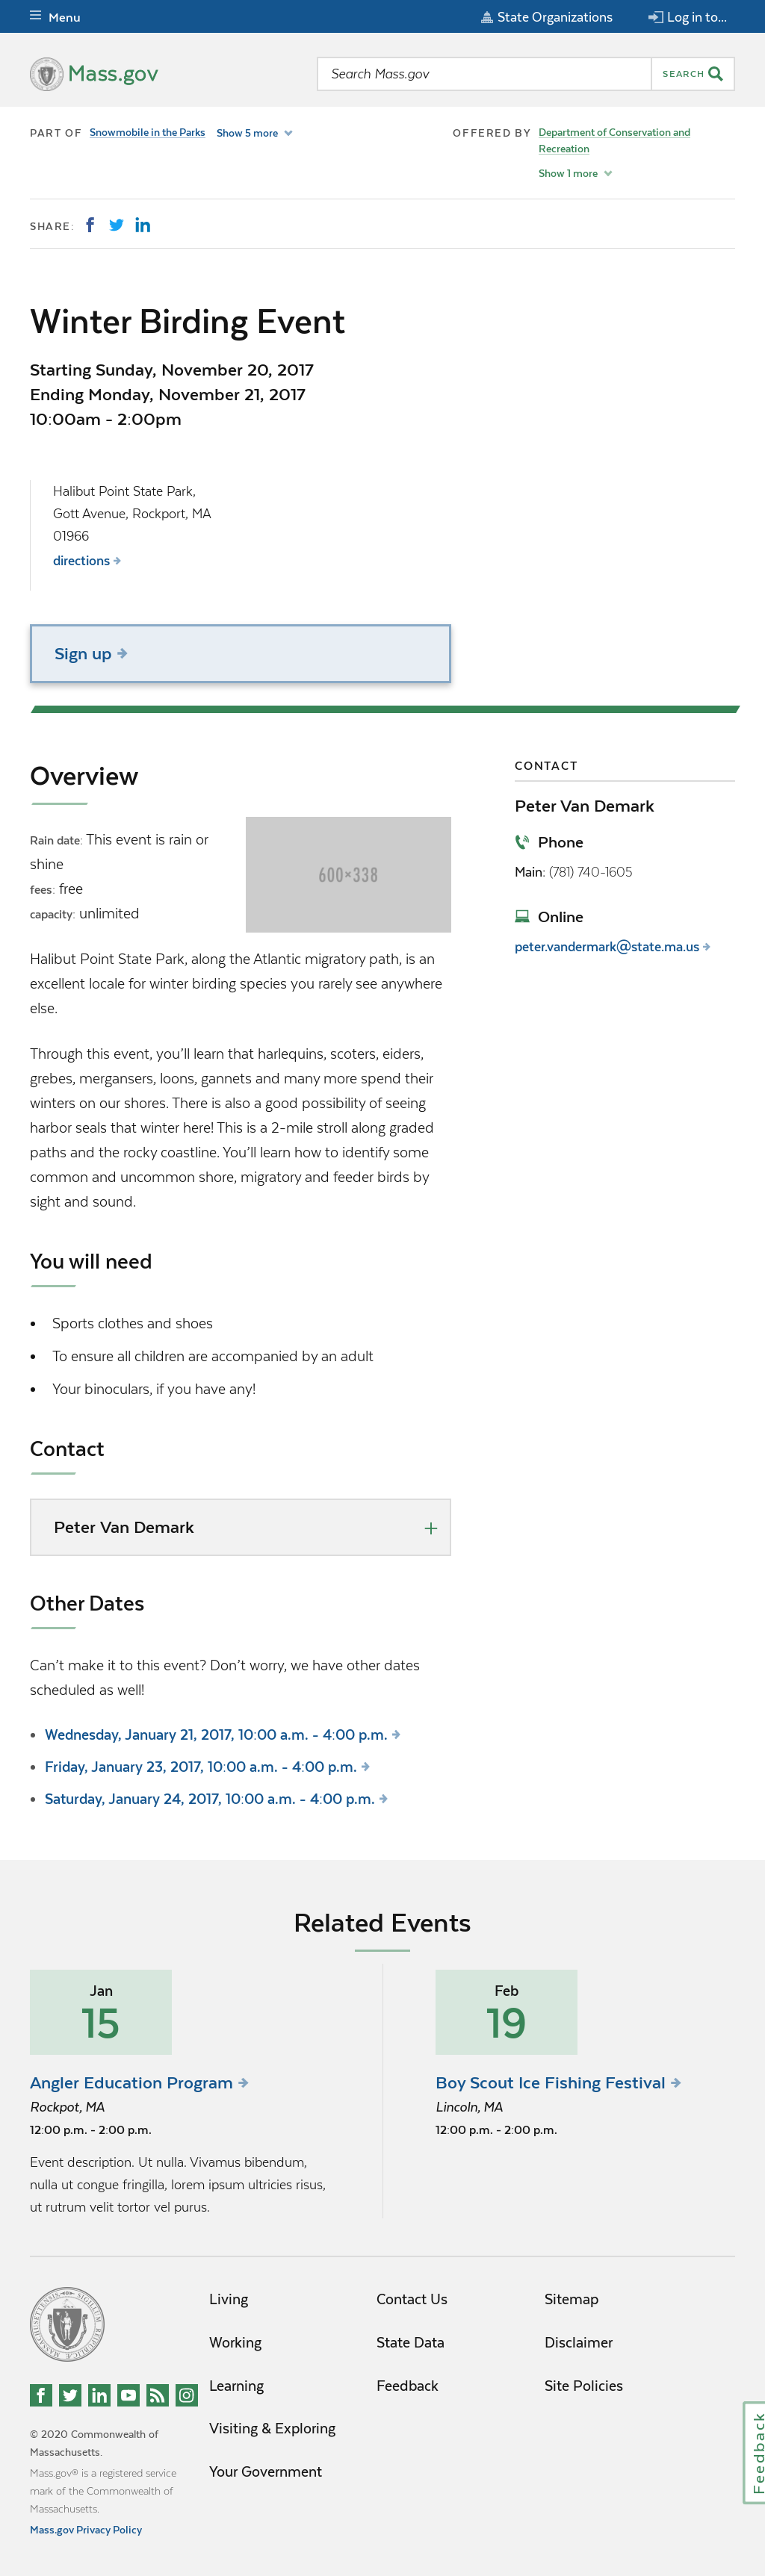 Menu
State Organizations
Log in to...
Mass.gov
Search Mass.gov
SEARCH
PART OF Snowmobile in the Parks Show 5 more
OFFERED BY Department of Conservation and
Recreation
Show 1 more
SHARE:
Winter Birding Event
Starting Sunday, November 20, 2017
Ending Monday, November 21, 2017
10:00am - 2:00pm
Halibut Point State Park,
Gott Avenue, Rockport, MA
01966
directions
Sign up
Overview
Rain date: This event is rain or
shine
fees: free
capacity: unlimited
600×338
Halibut Point State Park, along the Atlantic migratory path, is an
excellent locale for winter birding species you rarely see anywhere
else.
Through this event, you’ll learn that harlequins, scoters, eiders,
grebes, mergansers, loons, gannets and many more spend their
winters on our shores. There is also a good possibility of seeing
harbor seals that winter here! This is a 2-mile stroll along graded
paths and the rocky coastline. You’ll learn how to identify some
common and uncommon shore, migratory and feeder birds by
sight and sound.
You will need
Sports clothes and shoes
To ensure all children are accompanied by an adult
Your binoculars, if you have any!
Contact
Peter Van Demark
Other Dates
Can’t make it to this event? Don’t worry, we have other dates
scheduled as well!
Wednesday, January 21, 2017, 10:00 a.m. - 4:00 p.m.
Friday, January 23, 2017, 10:00 a.m. - 4:00 p.m.
Saturday, January 24, 2017, 10:00 a.m. - 4:00 p.m.
CONTACT
Peter Van Demark
Phone
Main: (781) 740-1605
Online
peter.vandermark@state.ma.us
Related Events
Jan
15
Angler Education Program
Rockpot, MA
12:00 p.m. - 2:00 p.m.
Event description. Ut nulla. Vivamus bibendum,
nulla ut congue fringilla, lorem ipsum ultricies risus,
ut rutrum velit tortor vel purus.
Feb
19
Boy Scout Ice Fishing Festival
Lincoln, MA
12:00 p.m. - 2:00 p.m.
Living
Working
Learning
Visiting & Exploring
Your Government
Contact Us
State Data
Feedback
Sitemap
Disclaimer
Site Policies
© 2020 Commonwealth of
Massachusetts.
Mass.gov® is a registered service
mark of the Commonwealth of
Massachusetts.
Mass.gov Privacy Policy
Feedback